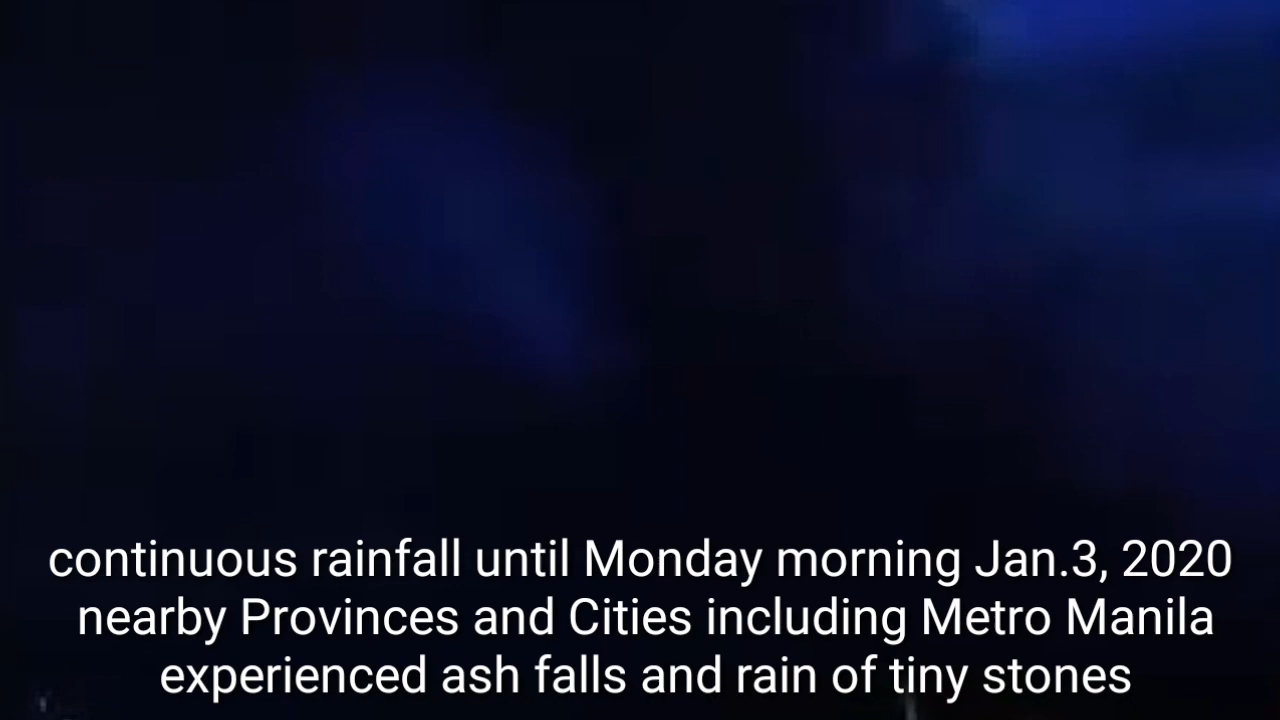 continuous rainfall until Monday morning Jan.3, 2020
nearby Provinces and Cities including Metro Manila
experienced ash falls and rain of tiny stones